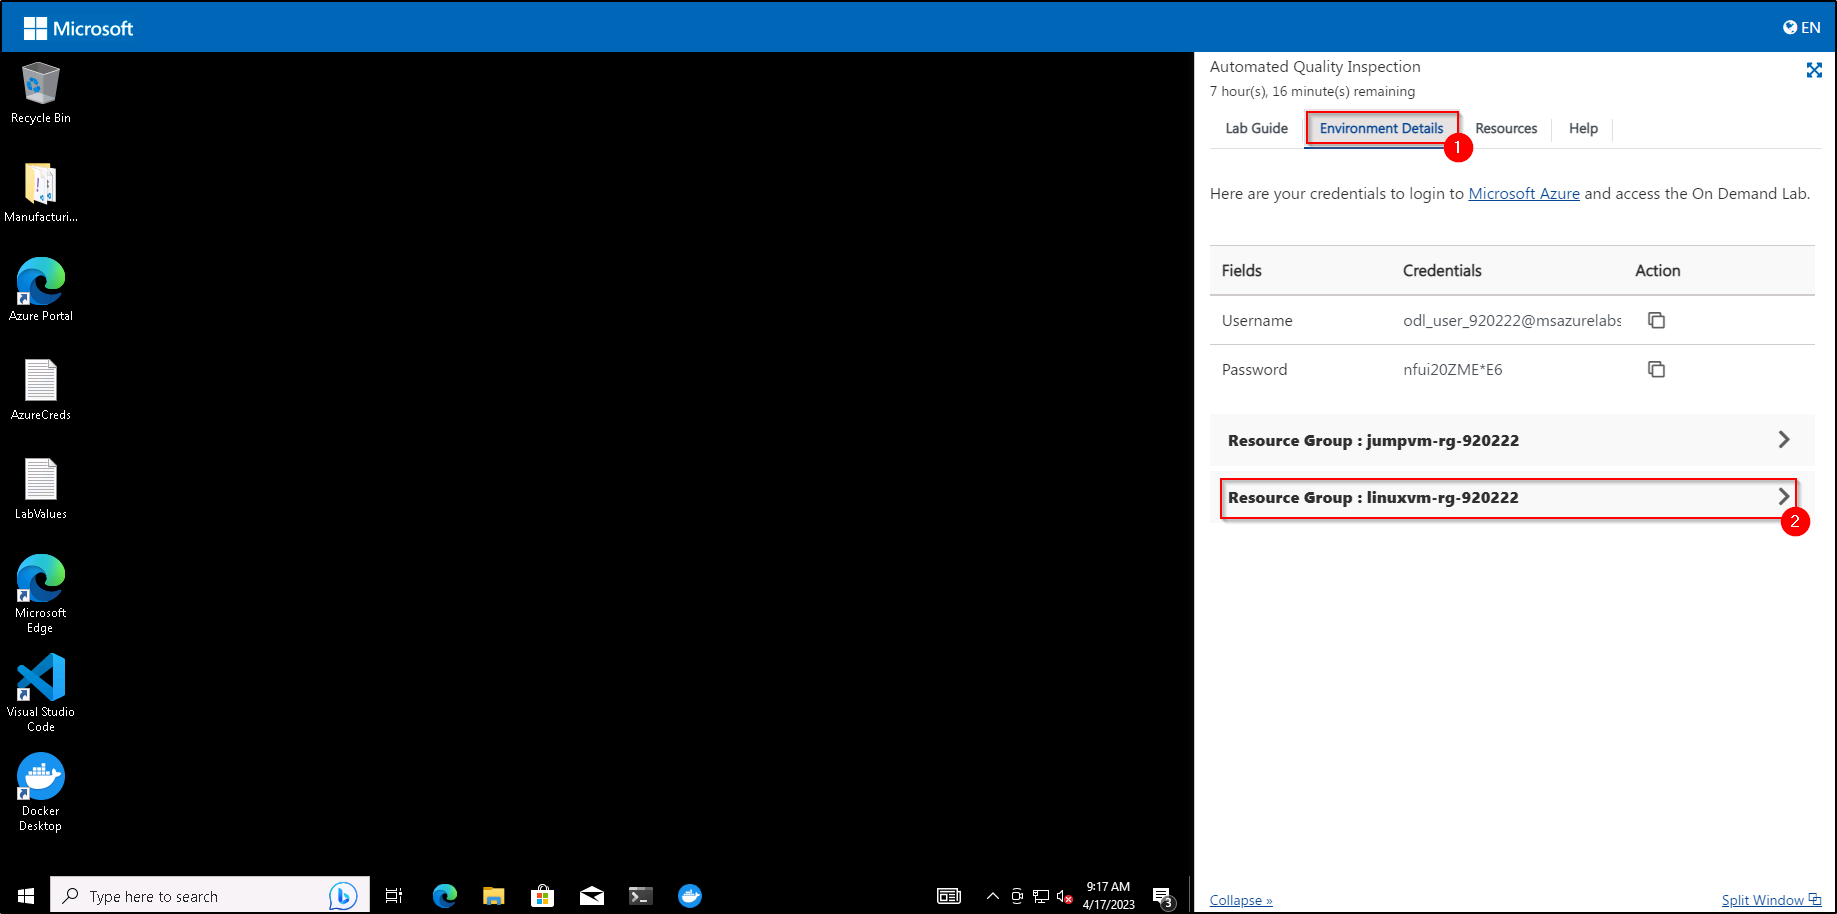 Microsoft
EN
Recycle Bin
Manufacturi...
Azure Portal
AzureCreds
LabValues
Microsoft
Edge
Visual Studio
Code
Docker
Desktop
Automated Quality Inspection
7 hour(s), 16 minute(s) remaining
Lab Guide Environment Details Resources Help
1
Here are your credentials to login to Microsoft Azure and access the On Demand Lab.
Fields Credentials Action
Username odl_user_920222@msazurelabs
Password nfui20ZME*E6
Resource Group : jumpvm-rg-920222
Resource Group : linuxvm-rg-920222
2
Collapse »
Split Window
Type here to search
9:17 AM
4/17/2023
3